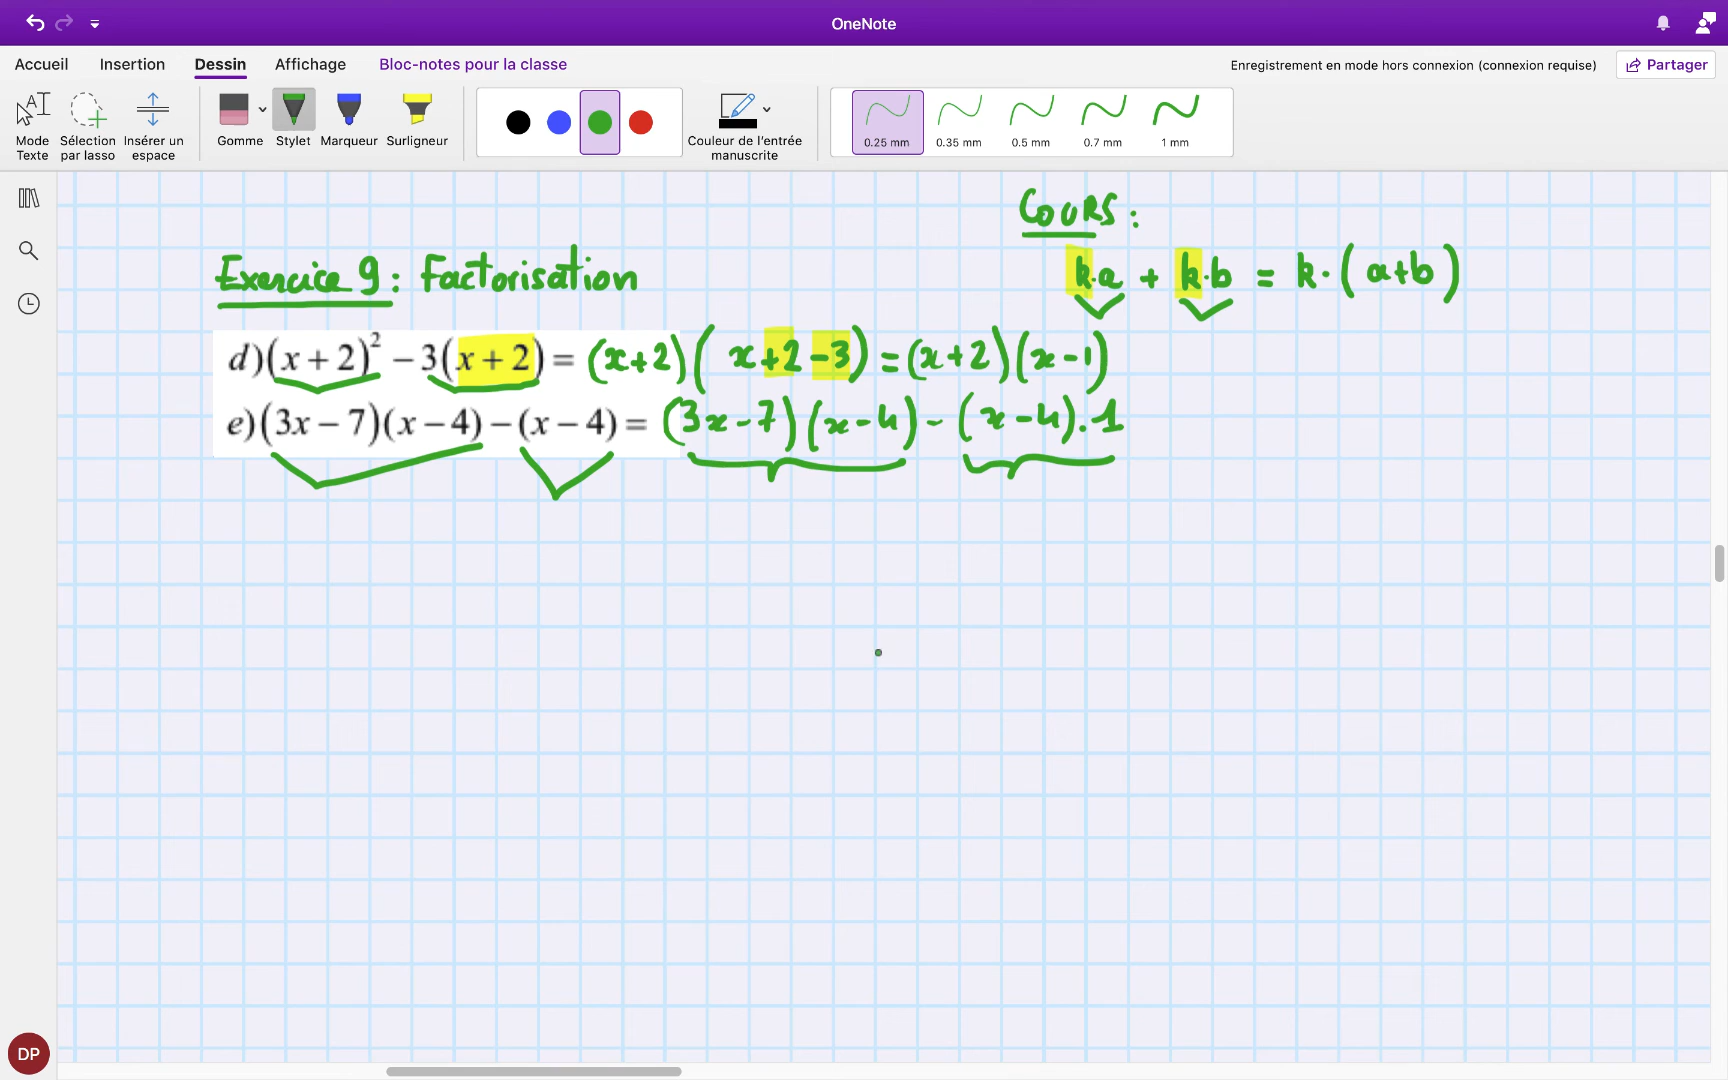 OneNote
Accueil Insertion Dessin Affichage Bloc-notes pour la classe Enregistrement en mode hors connexion (connexion requise) Partager
Mode Texte Sélection par lasso Insérer un espace Gomme Stylet Marqueur Surligneur Couleur de l'entrée manuscrite 0.25 mm 0.35 mm 0.5 mm 0.7 mm 1 mm
COURS :
Exercice 9 : Factorisation k·a + k·b = k·(a+b)
d)(x + 2)² − 3(x + 2) = (x+2)(x+2−3) = (x+2)(x−1)
e)(3x − 7)(x − 4) − (x − 4) = (3x−7)(x−4) − (x−4).1
DP